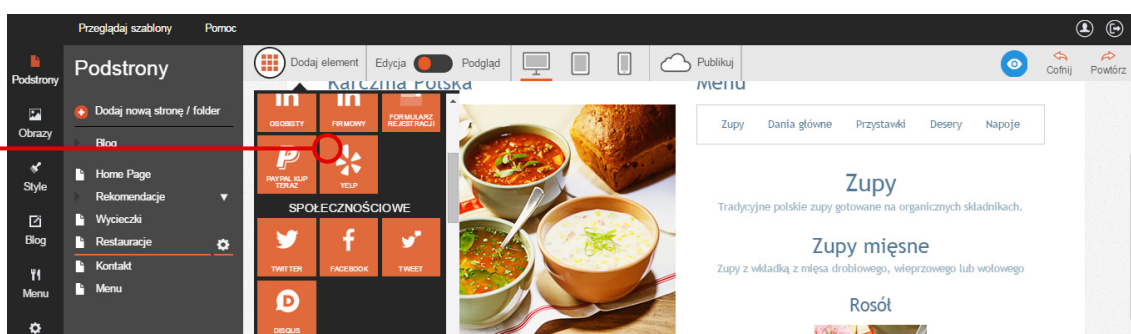 Przeglądaj szablony Pomoc
Podstrony
Obrazy
Style
Blog
Menu
Podstrony
Dodaj nową stronę / folder
Blog
Home Page
Rekomendacje
Wycieczki
Restauracje
Kontakt
Menu
Dodaj element Edycja Podgląd Publikuj Cofnij Powtórz
OSOBISTY
FIRMOWY
FORMULARZ
REJESTRACJI
PAYPAL KUP
TERAZ
YELP
SPOŁECZNOŚCIOWE
TWITTER
FACEBOOK
TWEET
DISQUS
Karczma Polska
Menu
Zupy Dania główne Przystawki Desery Napoje
Zupy
Tradycyjne polskie zupy gotowane na organicznych składnikach.
Zupy mięsne
Zupy z wkładką z mięsa drobiowego, wieprzowego lub wołowego
Rosół